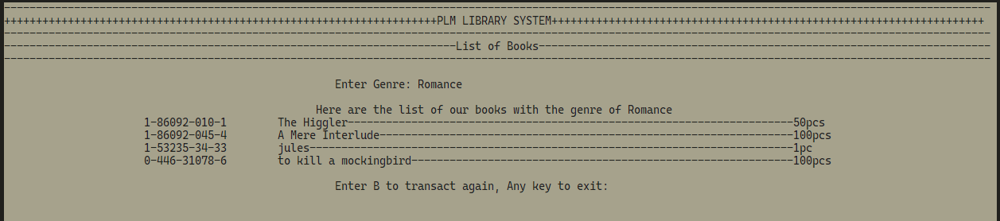 PLM LIBRARY SYSTEM
List of Books
Enter Genre: Romance
Here are the list of our books with the genre of Romance
1-86092-010-1 The Higgler----------------------------------------------------------------------50pcs
1-86092-045-4 A Mere Interlude-----------------------------------------------------------------100pcs
1-53235-34-33 jules----------------------------------------------------------------------------1pc
0-446-31078-6 to kill a mockingbird------------------------------------------------------------100pcs
Enter B to transact again, Any key to exit: